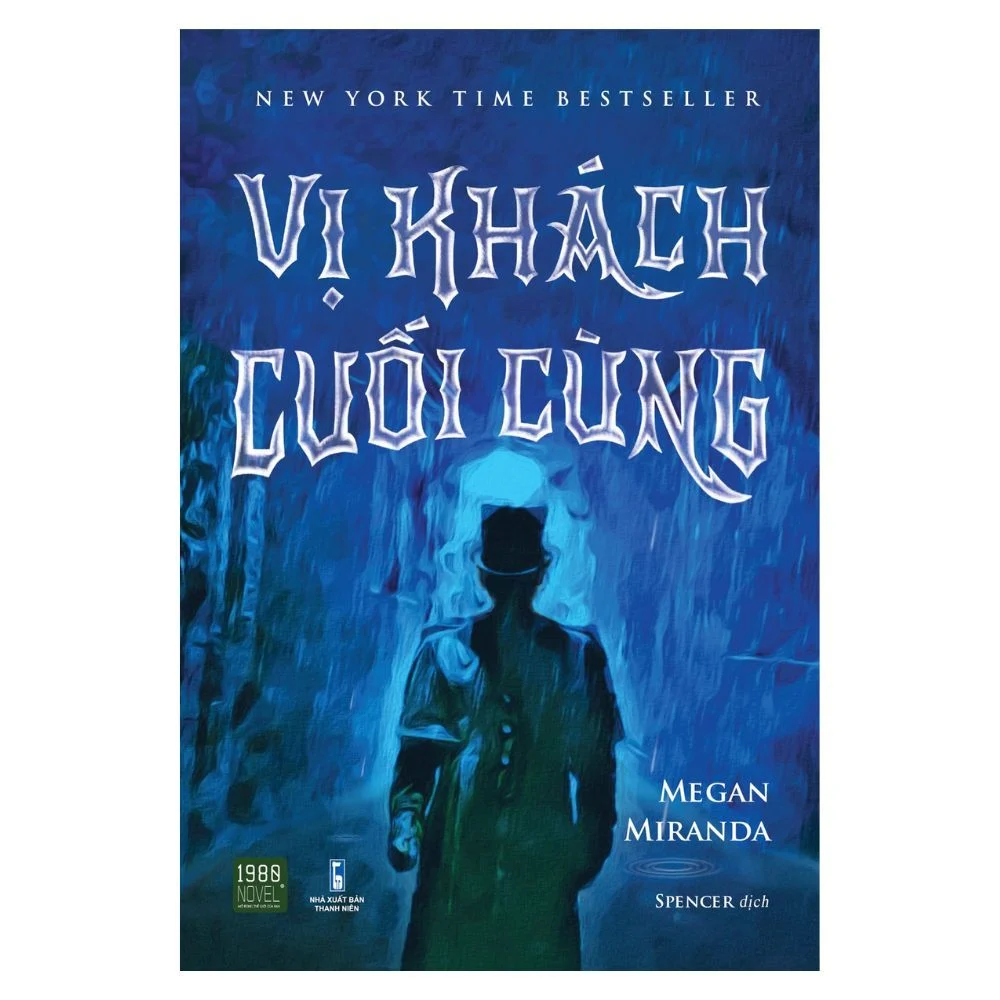 NEW YORK TIME BESTSELLER
VỊ KHÁCH
CUỐI CÙNG
MEGAN
MIRANDA
SPENCER dịch
1980
NOVEL
NHÀ XUẤT BẢN
THANH NIÊN